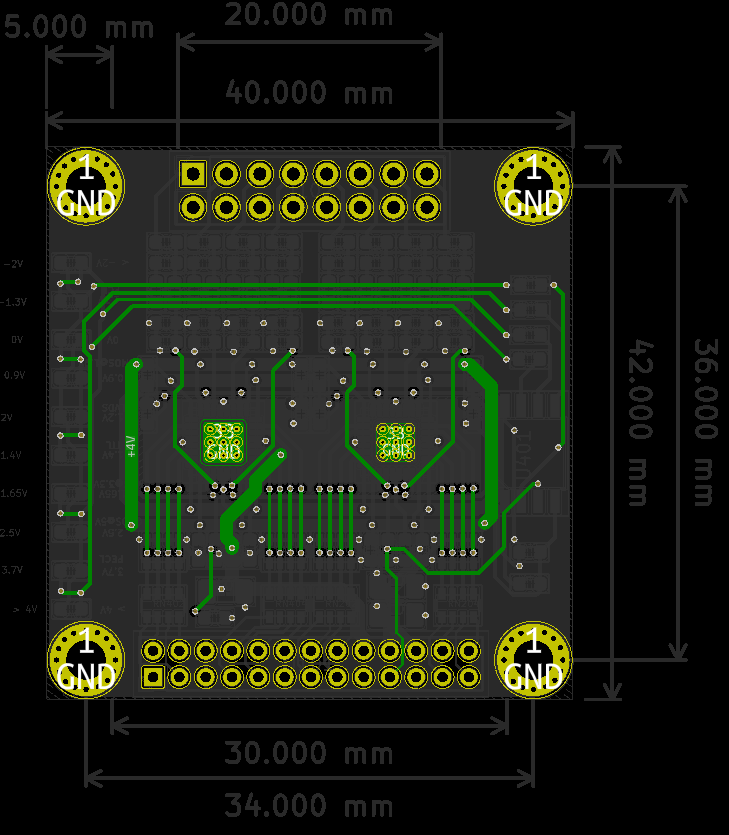 20.000 mm
5.000 mm
40.000 mm
1
GND
1
GND
-2V
-1.3V
0V
0.9V
2V
1.4V
1.65V
2.5V
3.7V
> 4V
+4V
33
GND
33
GND
42.000 mm
36.000 mm
1
GND
1
GND
30.000 mm
34.000 mm